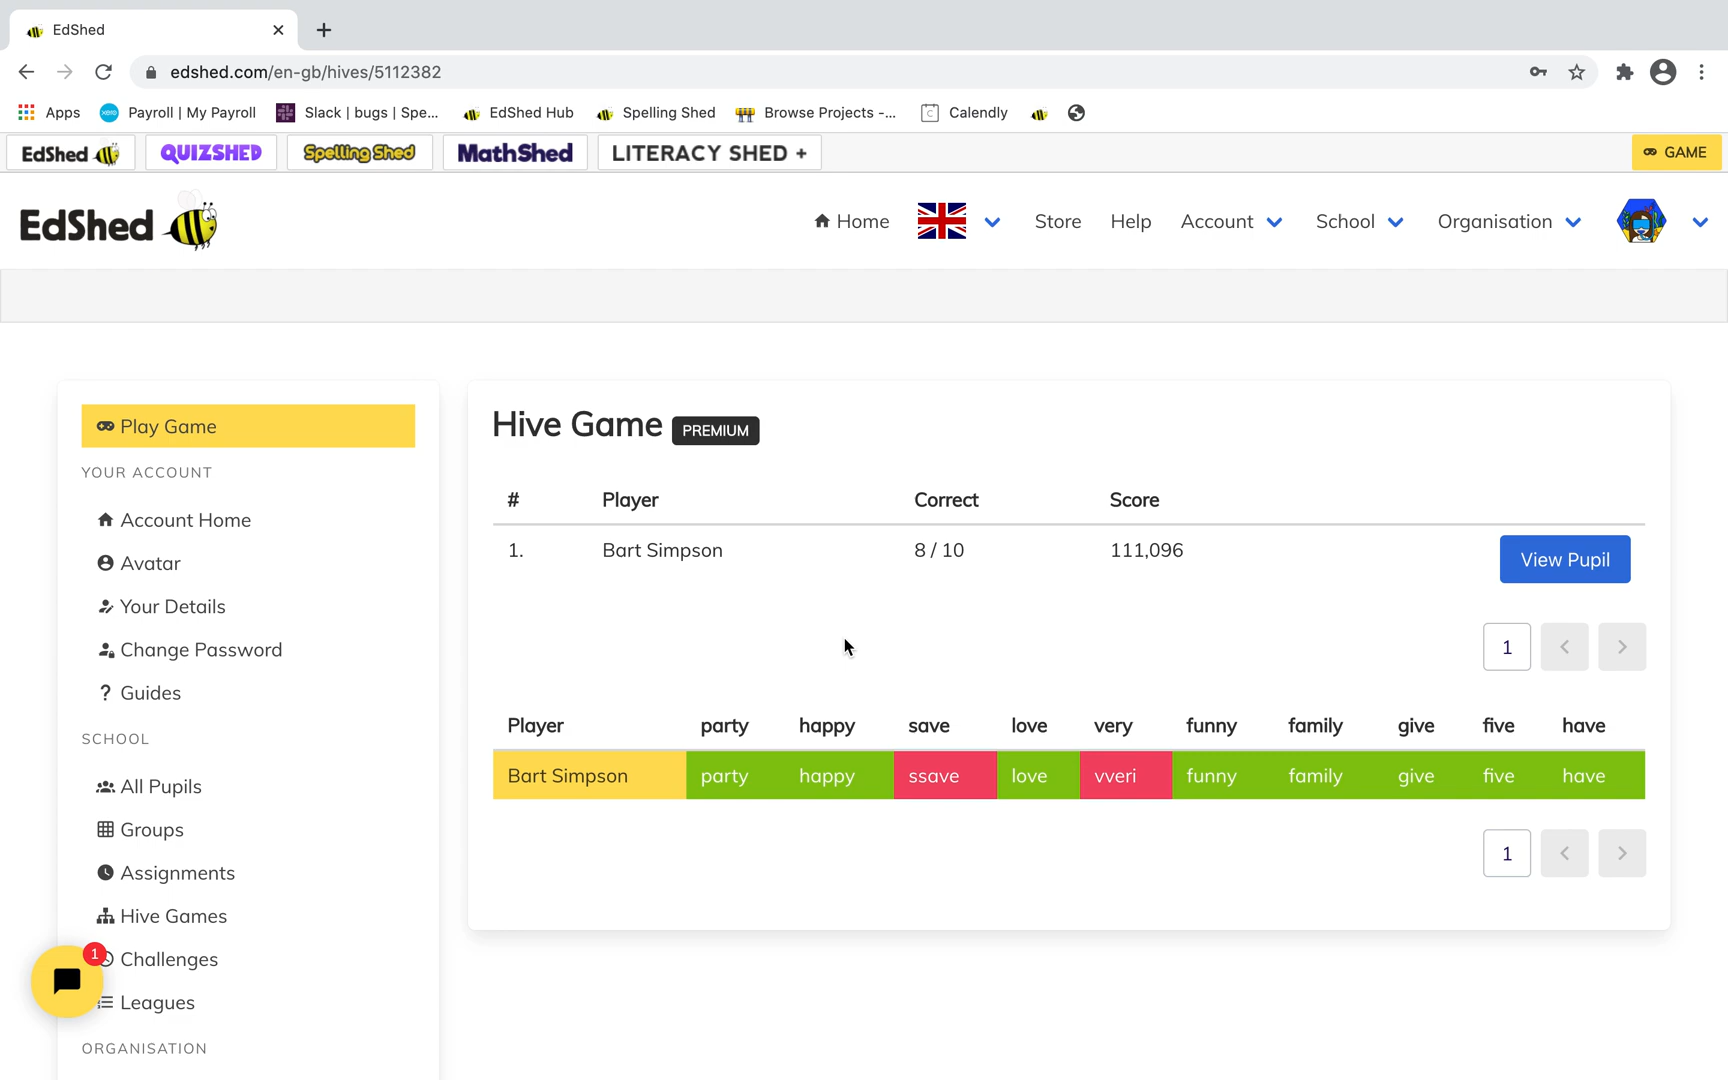 EdShed
edshed.com/en-gb/hives/5112382
Apps
Payroll | My Payroll
Slack | bugs | Spe...
EdShed Hub
Spelling Shed
Browse Projects -...
Calendly
EdShed
QUIZSHED
Spelling Shed
MathShed
LITERACY SHED +
GAME
EdShed
Home
Store
Help
Account
School
Organisation
Play Game
YOUR ACCOUNT
Account Home
Avatar
Your Details
Change Password
? Guides
SCHOOL
All Pupils
Groups
Assignments
Hive Games
1
Challenges
Leagues
ORGANISATION
Hive Game PREMIUM
# Player Correct Score
1. Bart Simpson 8 / 10 111,096 View Pupil
1
Player party happy save love very funny family give five have
Bart Simpson party happy ssave love vveri funny family give five have
1